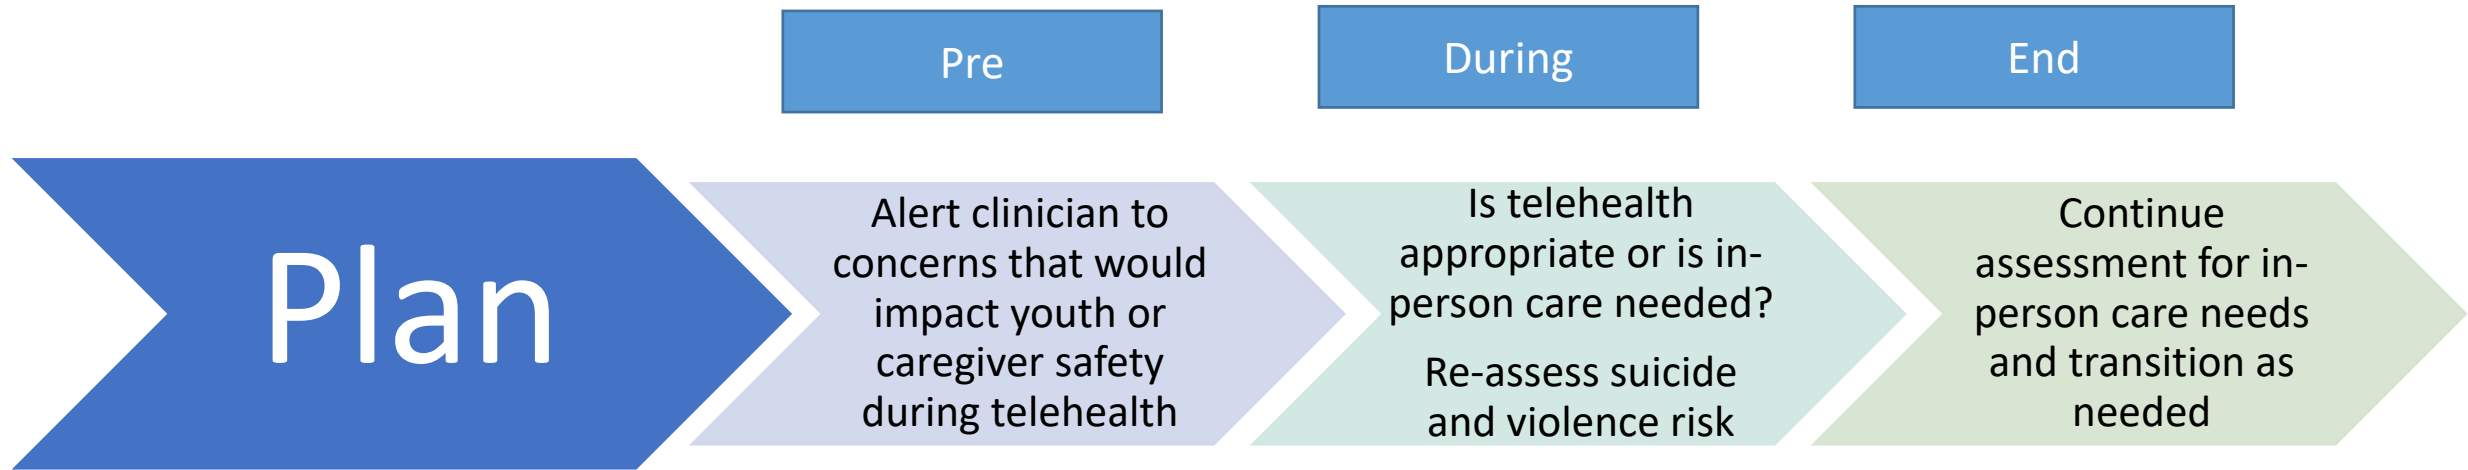 Pre
During
End
Plan
Alert clinician to
concerns that would
impact youth or
caregiver safety
during telehealth
Is telehealth
appropriate or is in-
person care needed?
Re-assess suicide
and violence risk
Continue
assessment for in-
person care needs
and transition as
needed